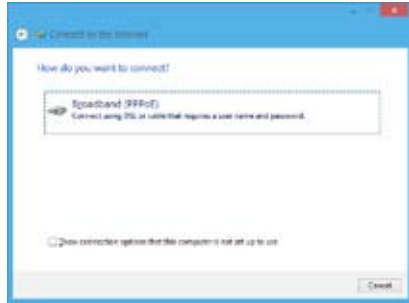 Connect to the Internet
How do you want to connect?
Broadband (PPPoE)
Connect using DSL or cable that requires a user name and password.
Show connection options that this computer is not set up to use
Cancel